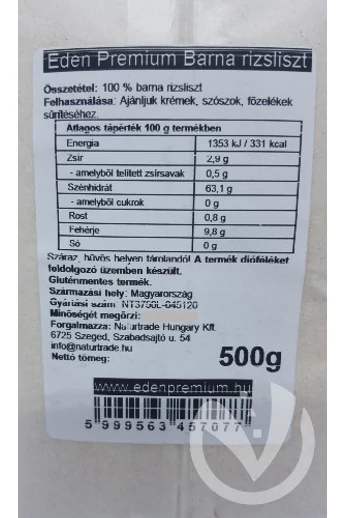 Eden Premium Barna rizsliszt
Összetétel: 100 % barna rizsliszt
Felhasználása: Ajánljuk krémek, szószok, főzelékek
sűrítéséhez.
Átlagos tápérték 100 g termékben
Energia 1353 kJ / 331 kcal
Zsír 2,9 g
- amelyből telített zsírsavak 0,5 g
Szénhidrát 63,1 g
- amelyből cukrok 0 g
Rost 0,8 g
Fehérje 9,8 g
Só 0 g
Száraz, hűvös helyen tárolandó! A termék dióféléket
feldolgozó üzemben készült.
Gluténmentes termék.
Származási hely: Magyarország
Gyártási szám:
Minőségét megőrzi:
Forgalmazza: Naturtrade Hungary Kft.
6725 Szeged, Szabadsajtó u. 54
info@naturtrade.hu
Nettó tömeg: 500g
www.edenpremium.hu
5 999563 457077